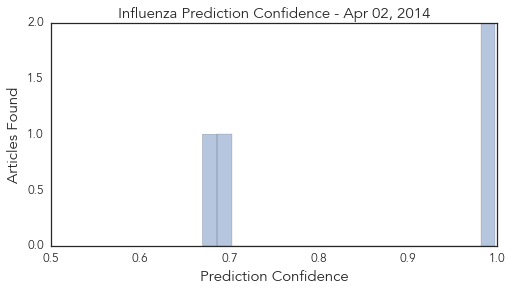 Influenza Prediction Confidence - Apr 02, 2014
2.0
1.5
1.0
0.5
0.0
Articles Found
0.5 0.6 0.7 0.8 0.9 1.0
Prediction Confidence